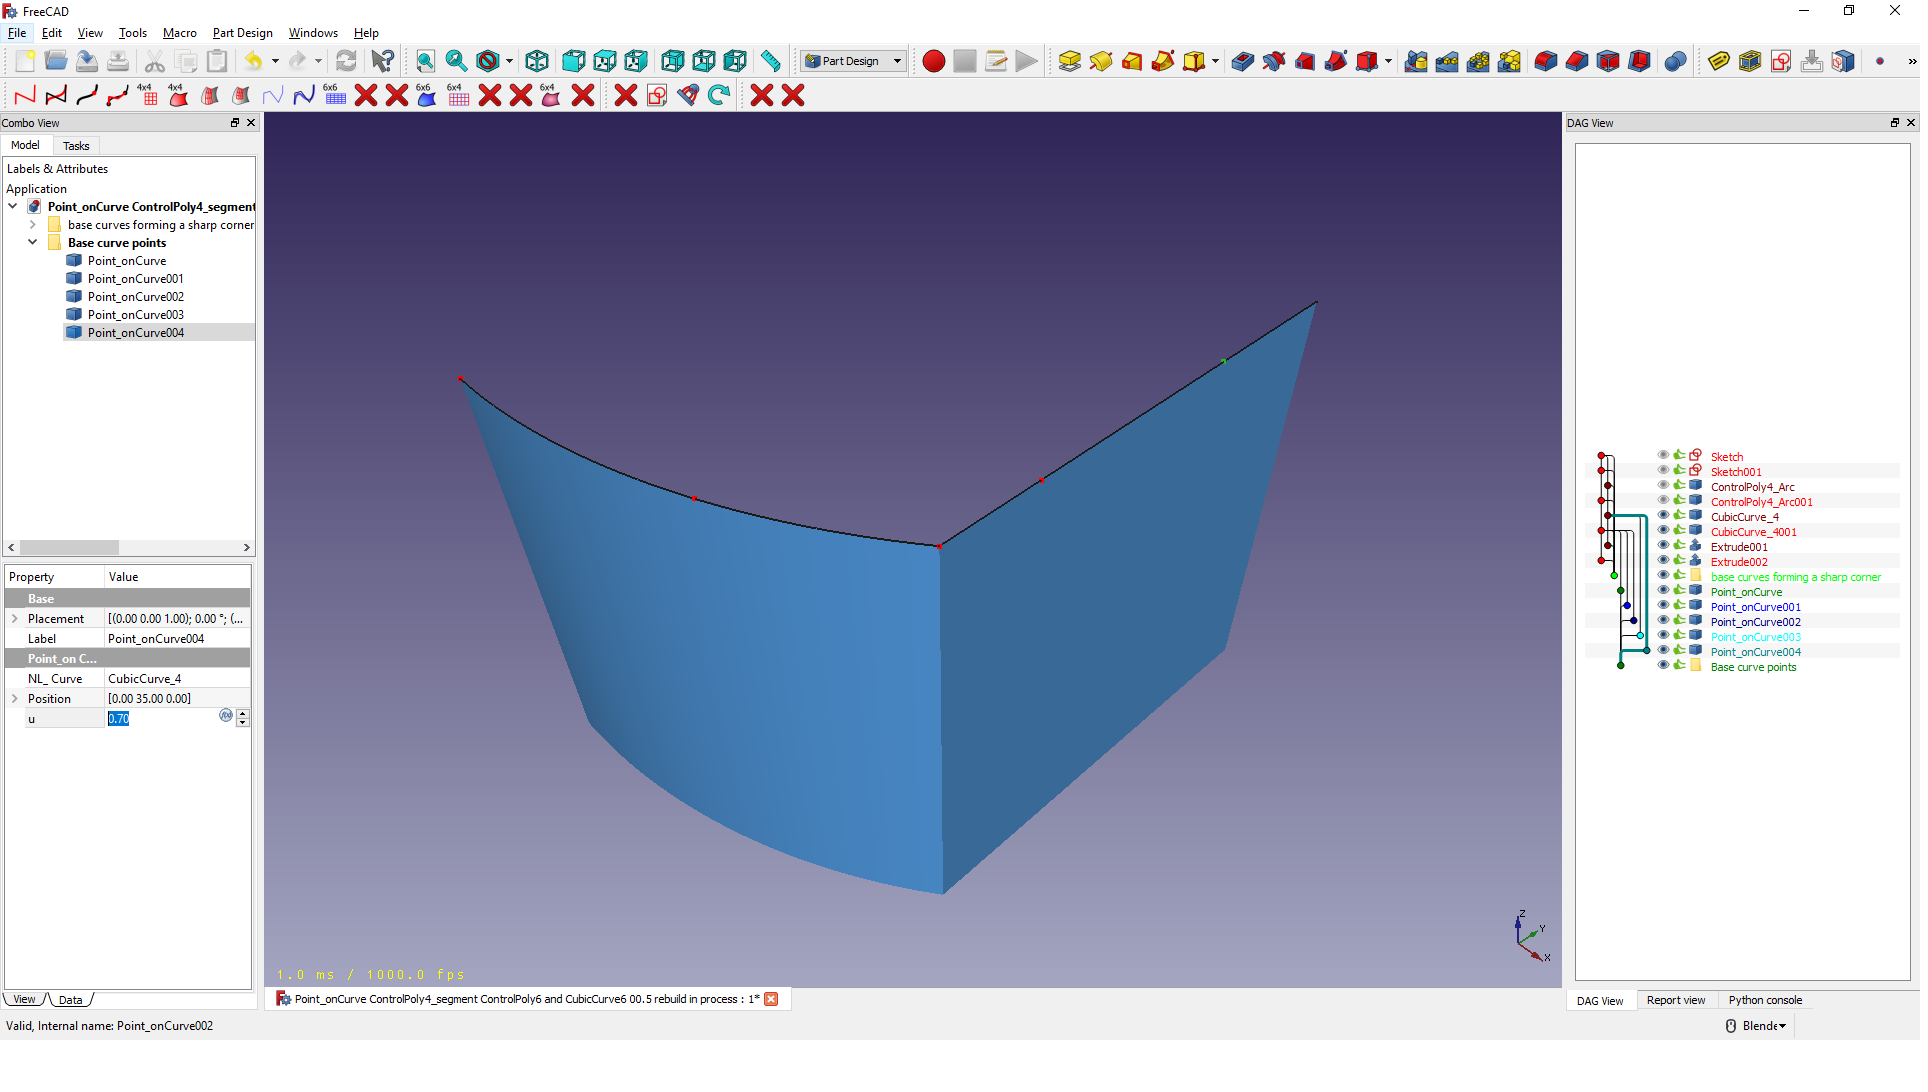 FreeCAD
File Edit View Tools Macro Part Design Windows Help
Part Design
4x4 4x4 6x6 6x6 6x4 6x4
Combo View
Model Tasks
Labels & Attributes
Application
Point_onCurve ControlPoly4_segment
base curves forming a sharp corner
Base curve points
Point_onCurve
Point_onCurve001
Point_onCurve002
Point_onCurve003
Point_onCurve004
Property Value
Base
Placement [(0.00 0.00 1.00); 0.00 °; (...
Label Point_onCurve004
Point_on C...
NL_ Curve CubicCurve_4
Position [0.00 35.00 0.00]
u 0.70
View Data
1.0 ms / 1000.0 fps
Z
Y
X
Point_onCurve ControlPoly4_segment ControlPoly6 and CubicCurve6 00.5 rebuild in process : 1*
DAG View
Sketch
Sketch001
ControlPoly4_Arc
ControlPoly4_Arc001
CubicCurve_4
CubicCurve_4001
Extrude001
Extrude002
base curves forming a sharp corner
Point_onCurve
Point_onCurve001
Point_onCurve002
Point_onCurve003
Point_onCurve004
Base curve points
DAG View Report view Python console
Valid, Internal name: Point_onCurve002
Blende